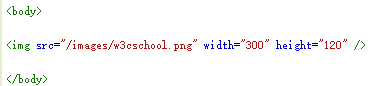 <body>
<img src="/images/w3cschool.png" width="300" height="120" />
</body>